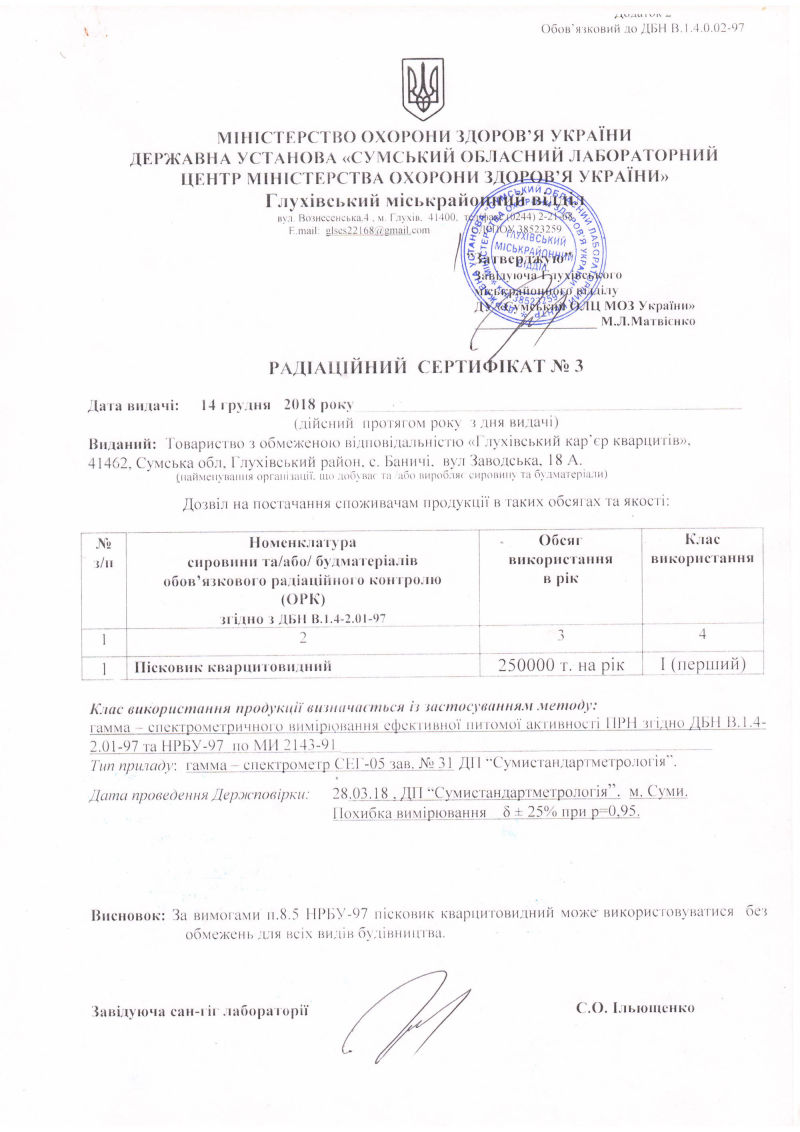 Додаток 2
Обов’язковий до ДБН В.1.4.0.02-97
МІНІСТЕРСТВО ОХОРОНИ ЗДОРОВ’Я УКРАЇНИ
ДЕРЖАВНА УСТАНОВА «СУМСЬКИЙ ОБЛАСНИЙ ЛАБОРАТОРНИЙ
ЦЕНТР МІНІСТЕРСТВА ОХОРОНИ ЗДОРОВ’Я УКРАЇНИ»
Глухівський міськрайонний відділ
вул. Вознесенська,4 , м. Глухів, 41400, (0244) 2-21-68,
E.mail: glses22168@gmail.com 38523259
ГЛУХІВСЬКИЙ
МІСЬКРАЙОННИЙ
ВІДДІЛ
38523259
Затверджую"
Завідуюча Глухівського
міськрайонного відділу
ДУ «Сумський ОЛЦ МОЗ України»
М.Л.Матвієнко
РАДІАЦІЙНИЙ СЕРТИФІКАТ № 3
Дата видачі: 14 грудня 2018 року
(дійсний протягом року з дня видачі)
Виданий: Товариство з обмеженою відповідальністю «Глухівський кар’єр кварцитів»,
41462, Сумська обл, Глухівський район, с. Баничі, вул Заводська, 18 А.
(найменування організації, що добуває та /або виробляє сировину та будматеріали)
Дозвіл на постачання споживачам продукції в таких обсягах та якості:
№ з/п
Номенклатура
сировини та/або/ будматеріалів
обов’язкового радіаційного контролю
(ОРК)
згідно з ДБН В.1.4-2.01-97
Обсяг
використання
в рік
Клас
використання
1 2 3 4
1 Пісковик кварцитовидний 250000 т. на рік І (перший)
Клас використання продукції визначається із застосуванням методу:
гамма – спектрометричного вимірювання ефективної питомої активності ПРН згідно ДБН В.1.4-
2.01-97 та НРБУ-97 по МИ 2143-91
Тип приладу: гамма – спектрометр СЕГ-05 зав. № 31 ДП “Сумистандартметрологія”.
Дата проведення Держповірки: 28.03.18 , ДП “Сумистандартметрологія”. м. Суми.
Похибка вимірювання δ ± 25% при р=0,95.
Висновок: За вимогами п.8.5 НРБУ-97 пісковик кварцитовидний може використовуватися без
обмежень для всіх видів будівництва.
Завідуюча сан-гіг лабораторії С.О. Ільющенко